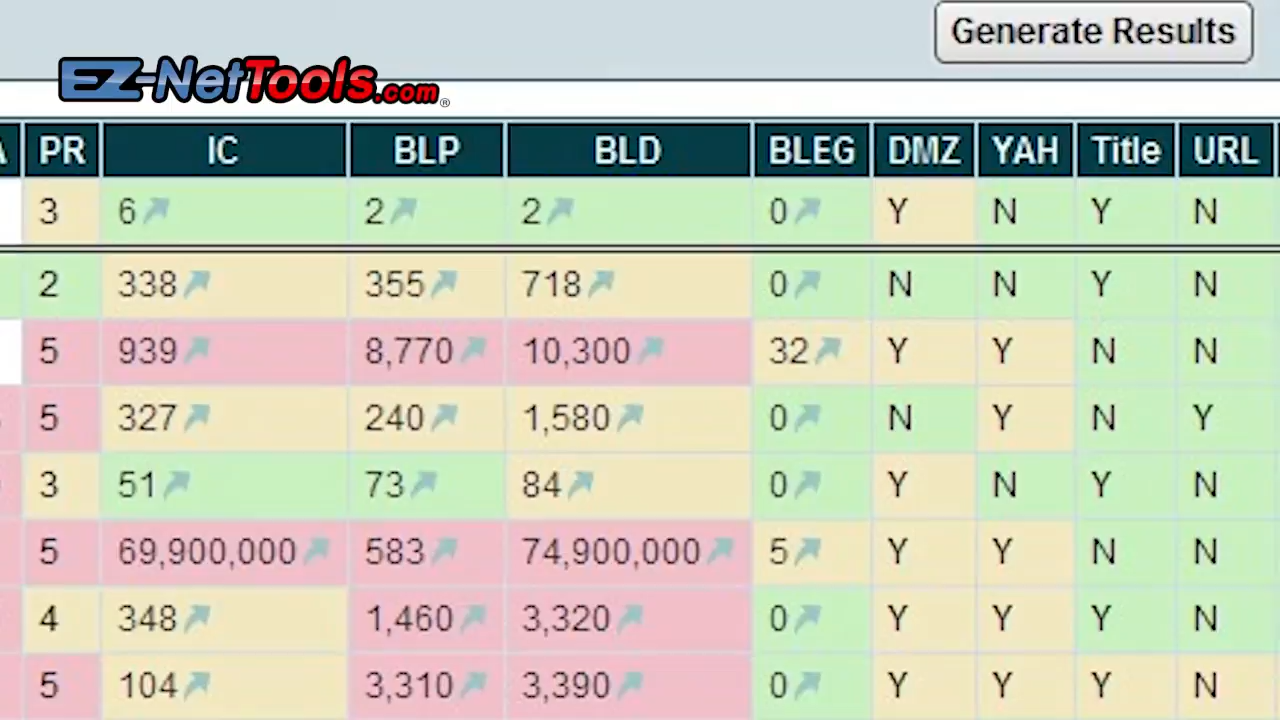 Generate Results
EZ-NetTools.com®
PR IC BLP BLD BLEG DMZ YAH Title URL
3 6 2 2 0 Y N Y N
2 338 355 718 0 N N Y N
5 939 8,770 10,300 32 Y Y N N
5 327 240 1,580 0 N Y N Y
3 51 73 84 0 Y N Y N
5 69,900,000 583 74,900,000 5 Y Y N N
4 348 1,460 3,320 0 Y Y Y N
5 104 3,310 3,390 0 Y Y Y N